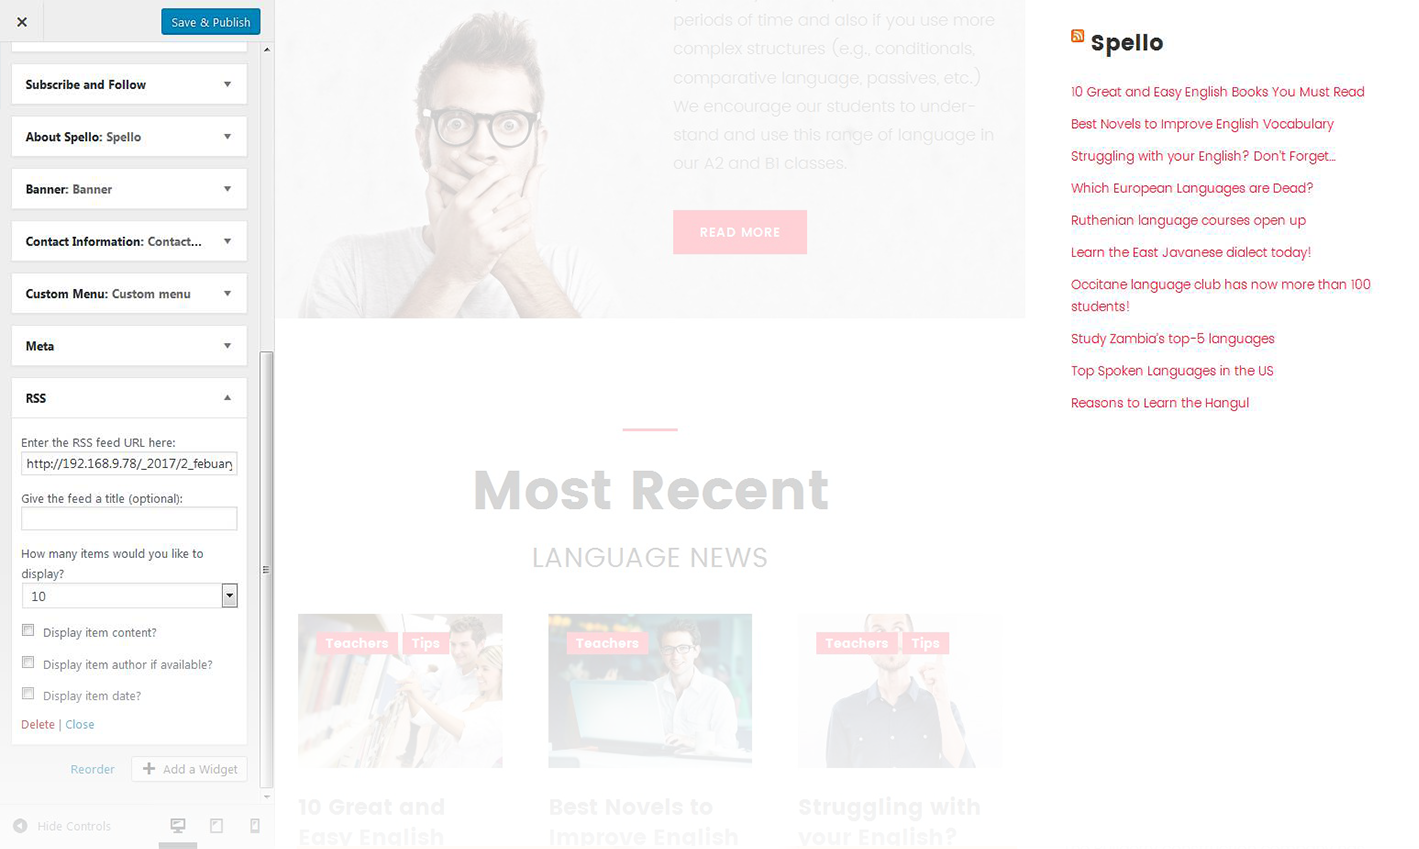 Save & Publish
Subscribe and Follow
About Spello: Spello
Banner: Banner
Contact Information: Contact...
Custom Menu: Custom menu
Meta
RSS
Enter the RSS feed URL here:
http://192.168.9.78/_2017/2_febuary
Give the feed a title (optional):
How many items would you like to
display?
10
Display item content?
Display item author if available?
Display item date?
Delete | Close
Reorder
Add a Widget
Hide Controls
periods of time and also if you use more
complex structures (e.g., conditionals,
comparative language, passives, etc.)
We encourage our students to under-
stand and use this range of language in
our A2 and B1 classes.
READ MORE
Most Recent
LANGUAGE NEWS
Teachers Tips
Teachers
Teachers Tips
10 Great and
Easy English
Best Novels to
Improve English
Struggling with
your English?
Spello
10 Great and Easy English Books You Must Read
Best Novels to Improve English Vocabulary
Struggling with your English? Don't Forget...
Which European Languages are Dead?
Ruthenian language courses open up
Learn the East Javanese dialect today!
Occitane language club has now more than 100
students!
Study Zambia's top-5 languages
Top Spoken Languages in the US
Reasons to Learn the Hangul